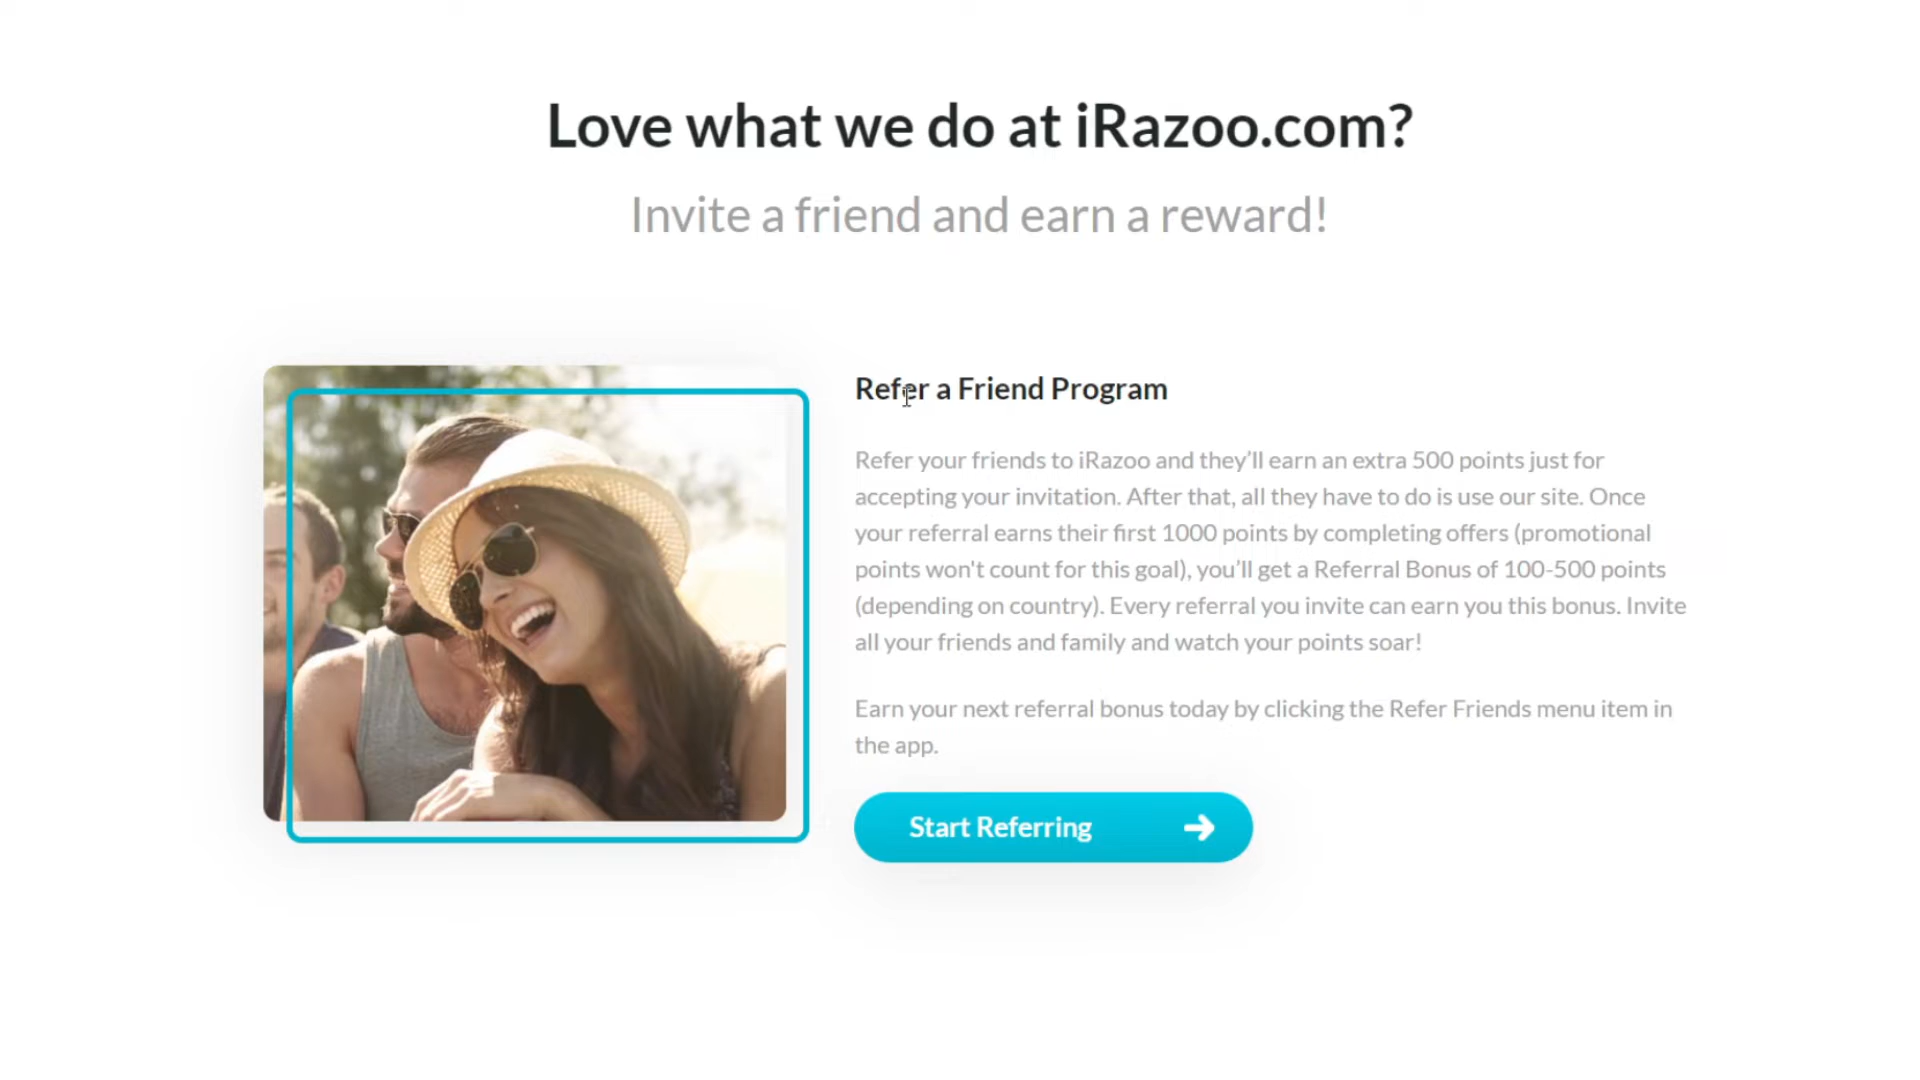 Love what we do at iRazoo.com?
Invite a friend and earn a reward!
Refer a Friend Program
Refer your friends to iRazoo and they’ll earn an extra 500 points just for
accepting your invitation. After that, all they have to do is use our site. Once
your referral earns their first 1000 points by completing offers (promotional
points won't count for this goal), you’ll get a Referral Bonus of 100-500 points
(depending on country). Every referral you invite can earn you this bonus. Invite
all your friends and family and watch your points soar!
Earn your next referral bonus today by clicking the Refer Friends menu item in
the app.
Start Referring